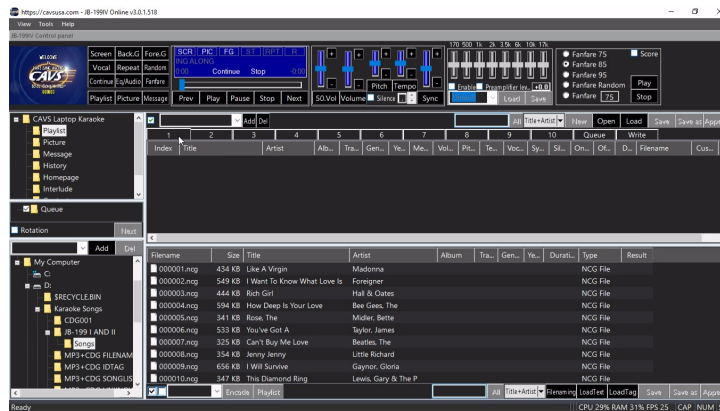 https://cavsusa.com - JB-199IV Online v3.0.1.518
View Tools Help
JB-199IV Control panel
WELCOME
CAVS
Screen Back.G Fore.G
Vocal Repeat Random
Continue Eq/Audio Fanfare
Playlist Picture Message
SCR PIC FG ST RPT R
ING ALONG
0:00 Continue Stop -0:00
Prev Play Pause Stop Next
50.Vol Volume Silence
Pitch Tempo
Sync
170 500 1k 2k 3.5k 6k 10k 17k
Enable Preamplifier lev.. +0.0
Load Save
Fanfare 75
Fanfare 85
Fanfare 95
Fanfare Random
Fanfare 75
Score
Play
Stop
CAVS Laptop Karaoke
Playlist
Picture
Message
History
Homepage
Interlude
Queue
Rotation Next
Add Del
My Computer
C:
D:
$RECYCLE.BIN
Karaoke Songs
CDG001
JB-199 I AND II
Songs
MP3+CDG FILENAM
MP3+CDG IDTAG
MP3+CDG SONGLIS
Add Del
All Title+Artist New Open Load Save Save as Appe
1 2 3 4 5 6 7 8 9 10 Queue Write
Index Title Artist Alb... Tra... Gen... Ye... Me... Vol... Pit... Te... Voc... Sy... Sil... On... Of... D... Filename Cus...
Filename Size Title Artist Album Tra... Gen... Ye... Durati... Type Result
000001.ncg 434 KB Like A Virgin Madonna NCG File
000002.ncg 549 KB I Want To Know What Love Is Foreigner NCG File
000003.ncg 444 KB Rich Girl Hall & Oates NCG File
000004.ncg 594 KB How Deep Is Your Love Bee Gees, The NCG File
000005.ncg 341 KB Rose, The Midler, Bette NCG File
000006.ncg 533 KB You've Got A Taylor, James NCG File
000007.ncg 325 KB Can't Buy Me Love Beatles, The NCG File
000008.ncg 354 KB Jenny Jenny Little Richard NCG File
000009.ncg 656 KB I Will Survive Gaynor, Gloria NCG File
000010.ncg 347 KB This Diamond Ring Lewis, Gary & The P NCG File
Encode Playlist All Title+Artist Filenaming LoadText LoadTag Save Save as Appe
Ready CPU 29% RAM 31% FPS 25 CAP NUM